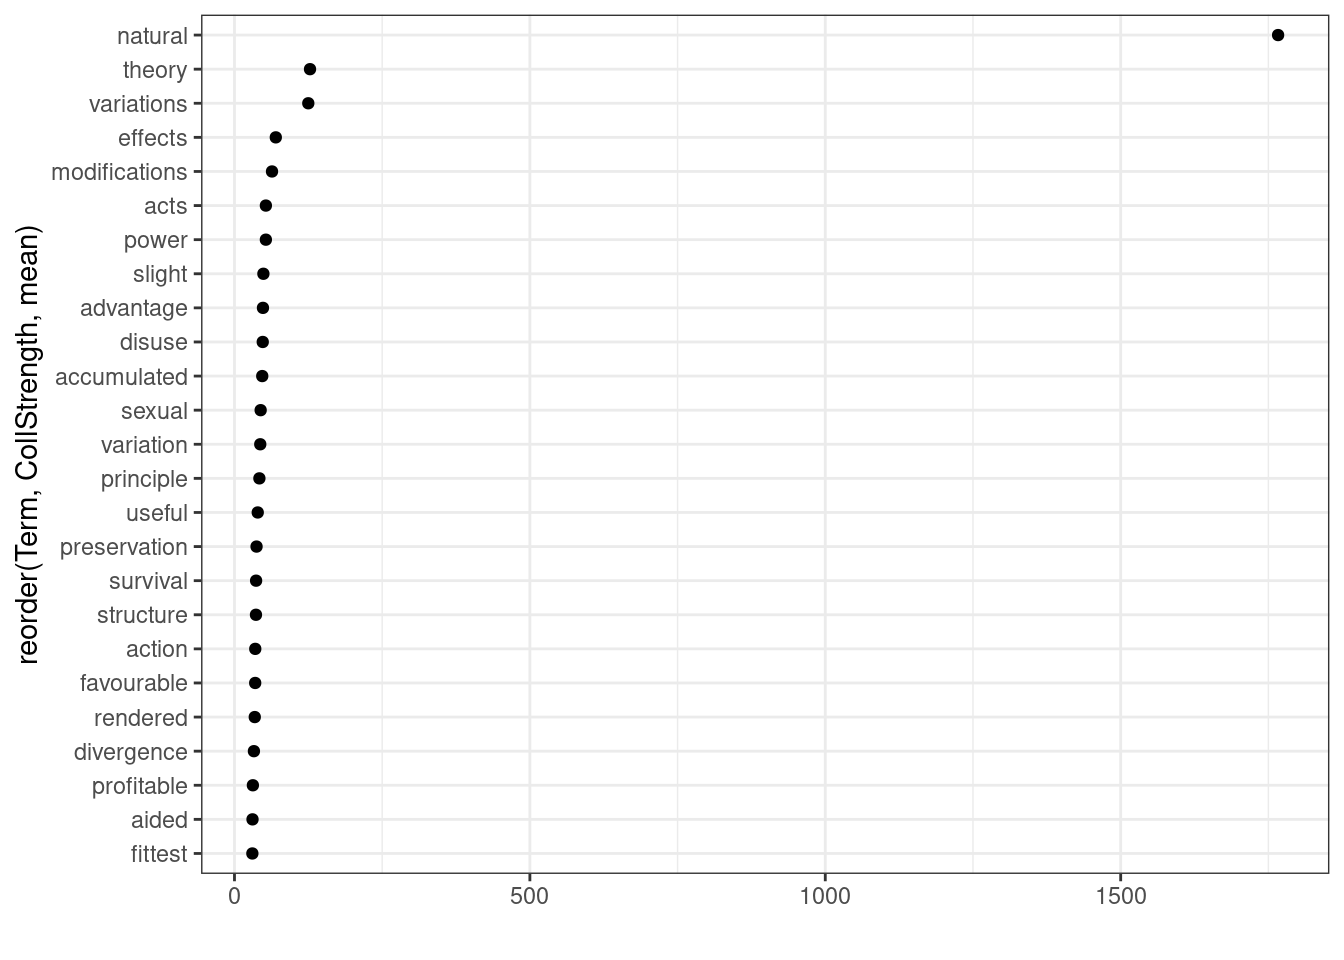 natural
theory
variations
effects
modifications
acts
power
slight
advantage
disuse
accumulated
sexual
variation
principle
useful
preservation
survival
structure
action
favourable
rendered
divergence
profitable
aided
fittest
reorder(Term, CollStrength, mean)
0 500 1000 1500